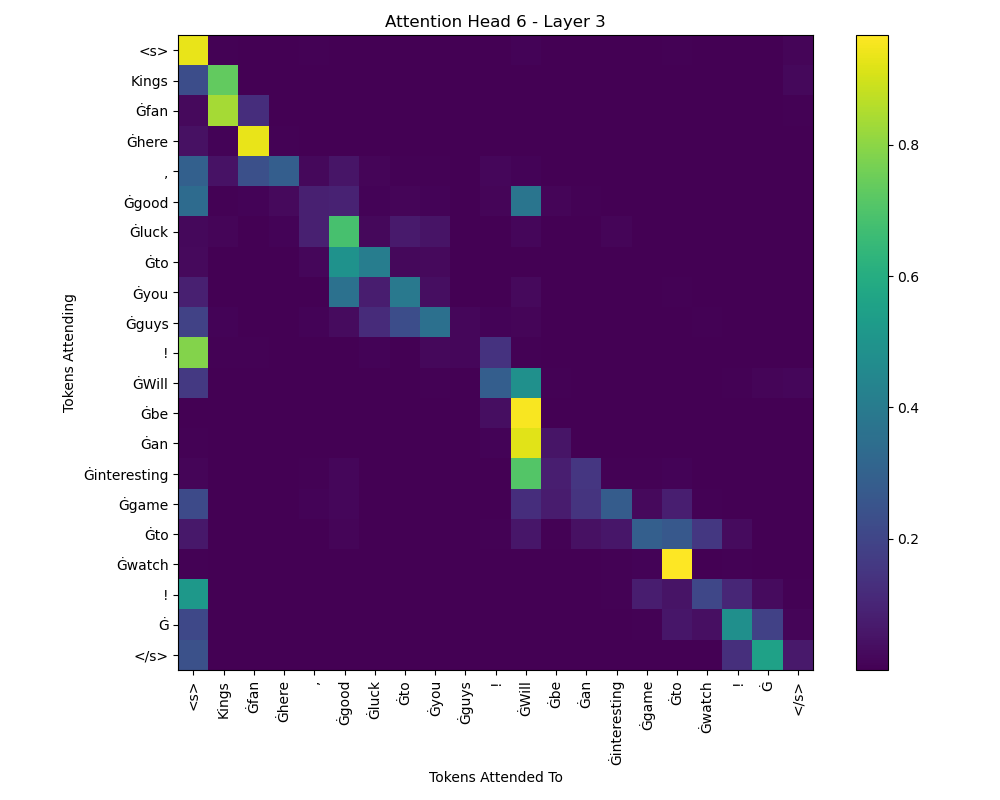 Attention Head 6 - Layer 3
<s>
Kings
Ġfan
Ġhere
,
Ġgood
Ġluck
Ġto
Ġyou
Ġguys
!
ĠWill
Ġbe
Ġan
Ġinteresting
Ġgame
Ġto
Ġwatch
!
Ġ
</s>
Tokens Attending
<s>
Kings
Ġfan
Ġhere
,
Ġgood
Ġluck
Ġto
Ġyou
Ġguys
!
ĠWill
Ġbe
Ġan
Ġinteresting
Ġgame
Ġto
Ġwatch
!
Ġ
</s>
Tokens Attended To
0.8
0.6
0.4
0.2